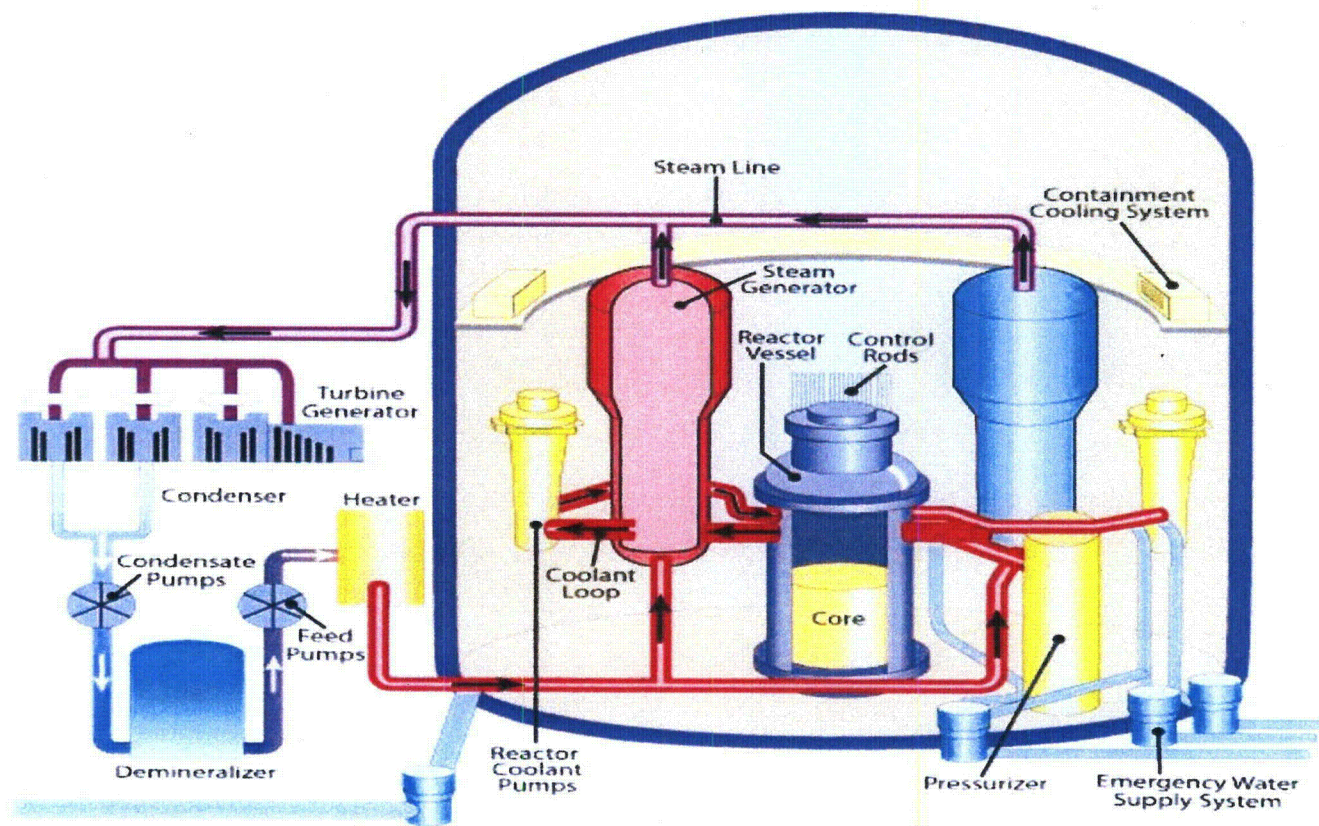 Steam Line
Containment
Cooling System
Steam
Generator
Reactor
Vessel
Control
Rods
Turbine
Generator
Condenser
Heater
Condensate
Pumps
Coolant
Loop
Core
Feed
Pumps
Demineralizer
Reactor
Coolant
Pumps
Pressurizer
Emergency Water
Supply System